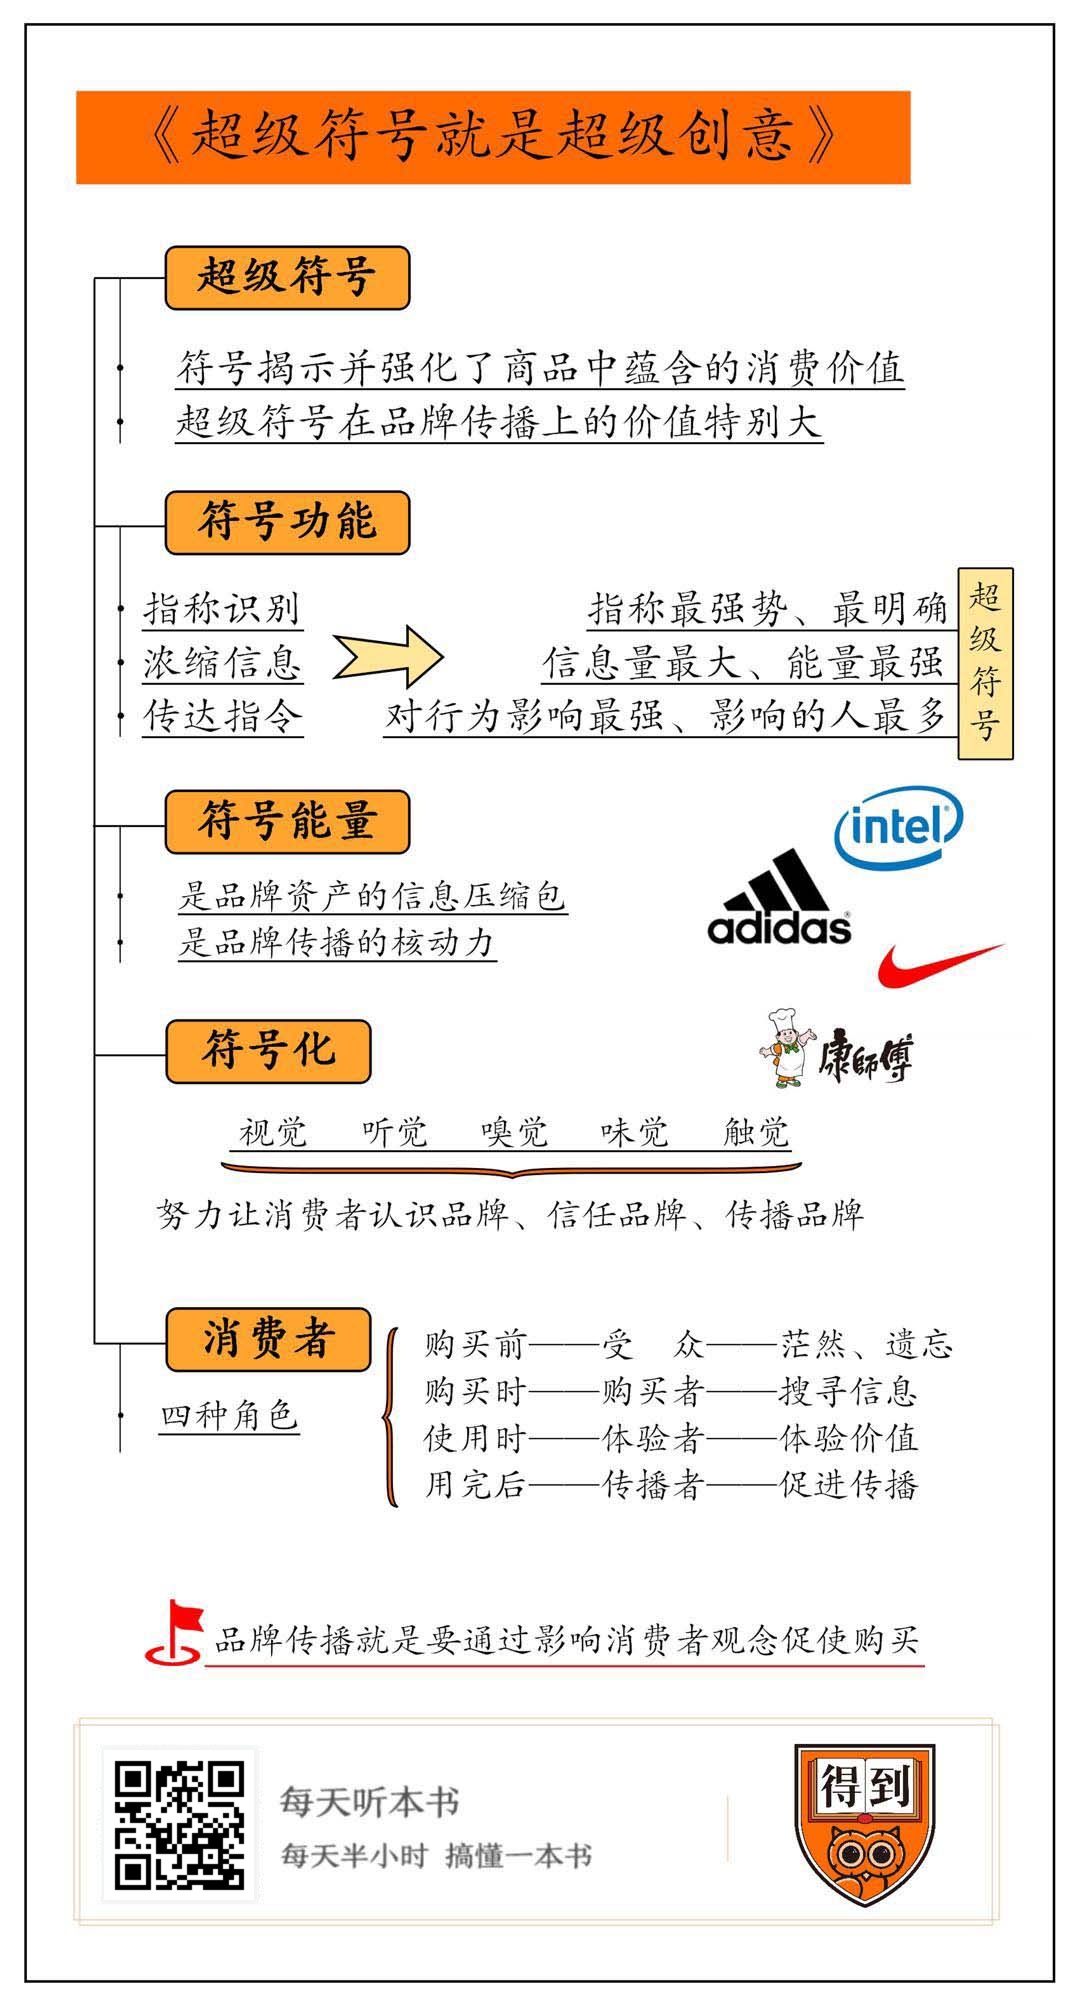 《超级符号就是超级创意》
超级符号
符号揭示并强化了商品中蕴含的消费价值
超级符号在品牌传播上的价值特别大
符号功能
指称识别
浓缩信息
传达指令
指称最强势、最明确
信息量最大、能量最强
对行为影响最强、影响的人最多
超级符号
符号能量
是品牌资产的信息压缩包
是品牌传播的核动力
intel®
adidas®
符号化
康師傅
视觉 听觉 嗅觉 味觉 触觉
努力让消费者认识品牌、信任品牌、传播品牌
消费者
四种角色
购买前——受 众——茫然、遗忘
购买时——购买者——搜寻信息
使用时——体验者——体验价值
用完后——传播者——促进传播
品牌传播就是要通过影响消费者观念促使购买
每天听本书
每天半小时 搞懂一本书
得到